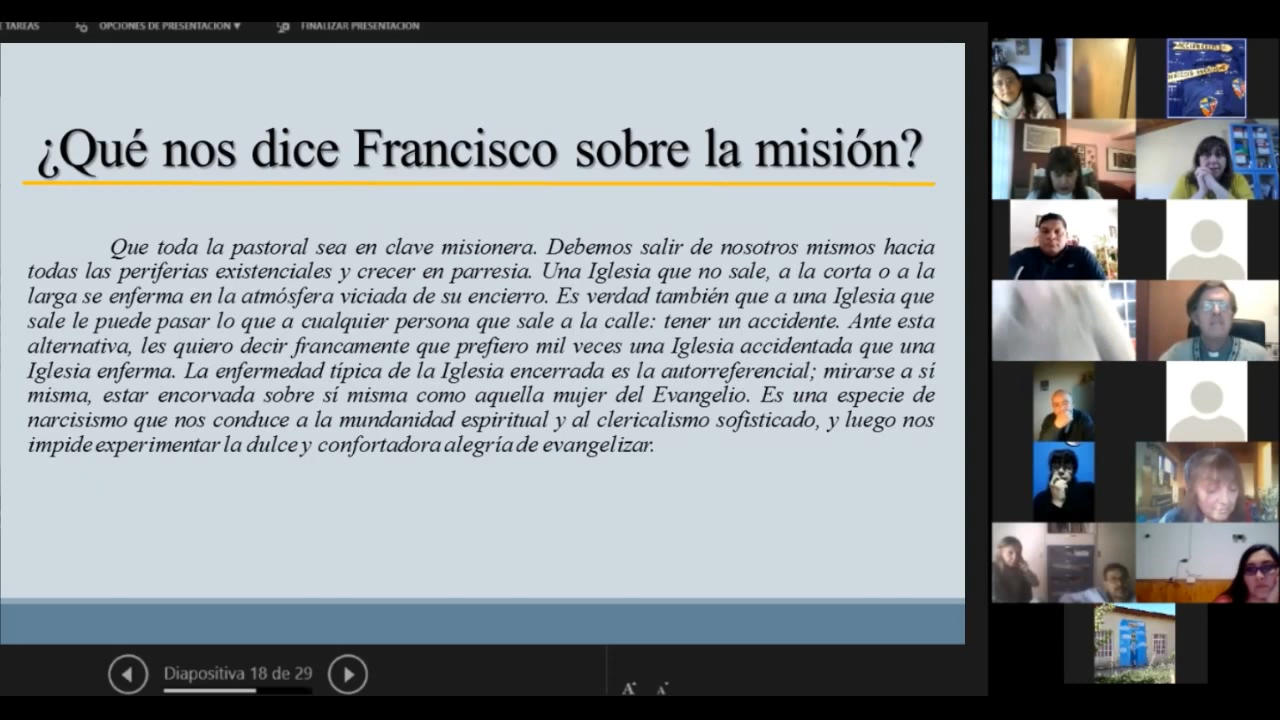 E TAREAS OPCIONES DE PRESENTACIÓN ▼ FINALIZAR PRESENTACIÓN
¿Qué nos dice Francisco sobre la misión?
Que toda la pastoral sea en clave misionera. Debemos salir de nosotros mismos hacia
todas las periferias existenciales y crecer en parresia. Una Iglesia que no sale, a la corta o a la
larga se enferma en la atmósfera viciada de su encierro. Es verdad también que a una Iglesia que
sale le puede pasar lo que a cualquier persona que sale a la calle: tener un accidente. Ante esta
alternativa, les quiero decir francamente que prefiero mil veces una Iglesia accidentada que una
Iglesia enferma. La enfermedad típica de la Iglesia encerrada es la autorreferencial; mirarse a sí
misma, estar encorvada sobre sí misma como aquella mujer del Evangelio. Es una especie de
narcisismo que nos conduce a la mundanidad espiritual y al clericalismo sofisticado, y luego nos
impide experimentar la dulce y confortadora alegría de evangelizar.
Diapositiva 18 de 29
A A